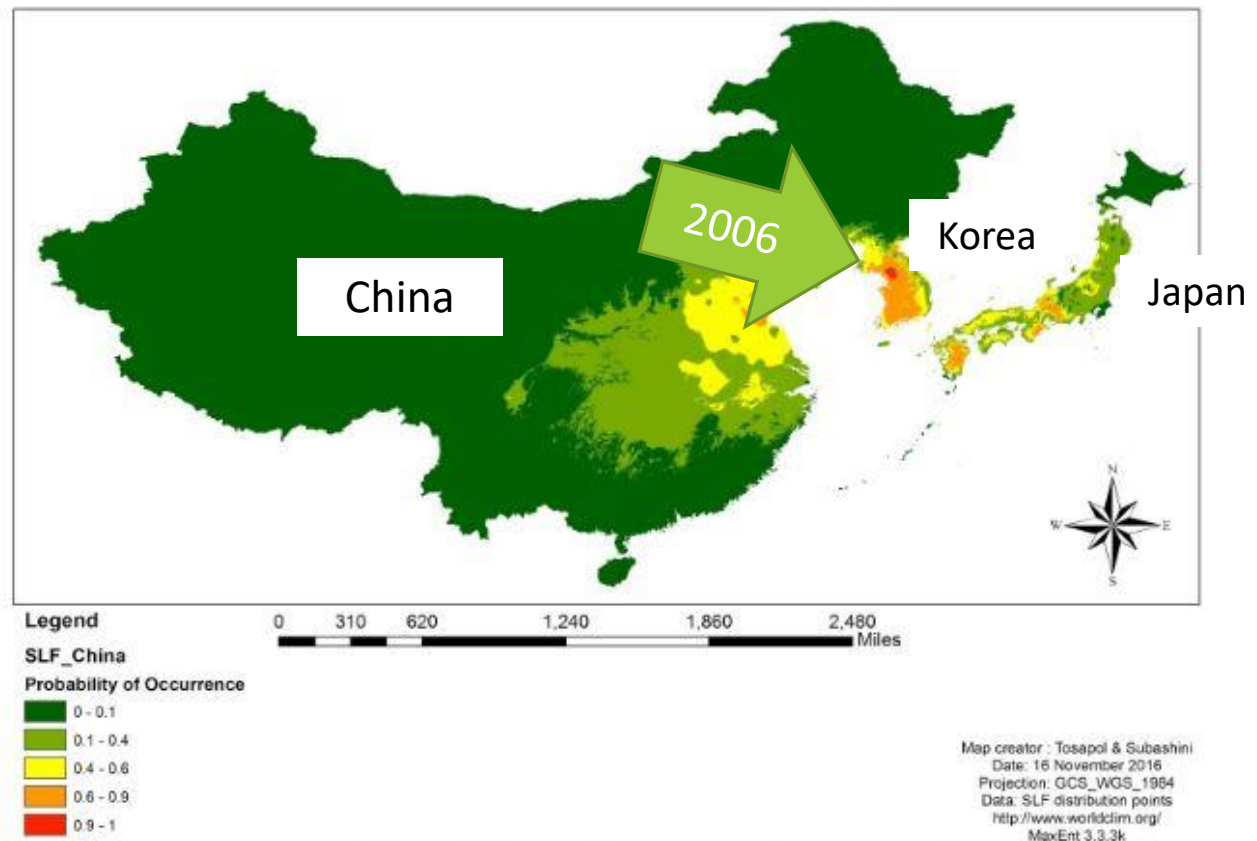 2006
Korea
China
Japan
N
W
E
S
Legend
0 310 620 1,240 1,860 2,480
Miles
SLF_China
Probability of Occurrence
0 - 0.1
0.1 - 0.4
0.4 - 0.6
0.6 - 0.9
0.9 - 1
Map creator : Tosapol & Subashini
Date: 16 November 2016
Projection: GCS_WGS_1984
Data: SLF distribution points
http://www.worldclim.org/
MaxEnt 3.3.3k